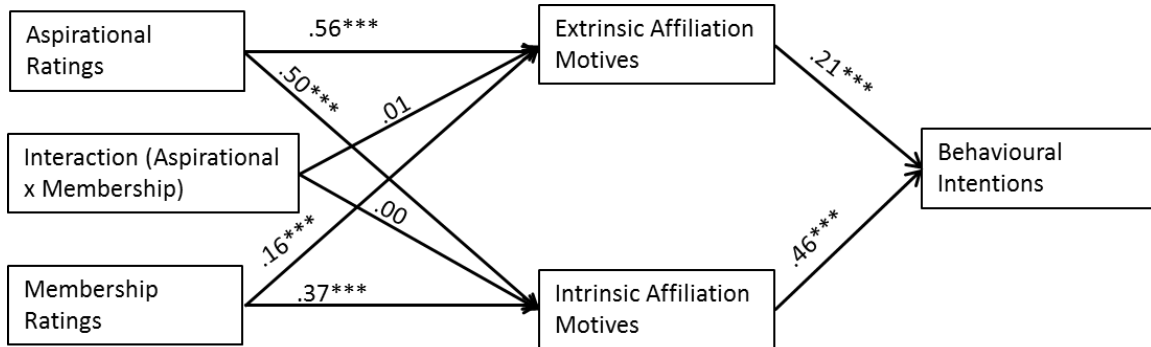 Aspirational
Ratings
.56***
Extrinsic Affiliation
Motives
.50***
.01
.21***
Interaction (Aspirational
x Membership)
Behavioural
Intentions
.00
.16***
.46***
Membership
Ratings
.37***
Intrinsic Affiliation
Motives